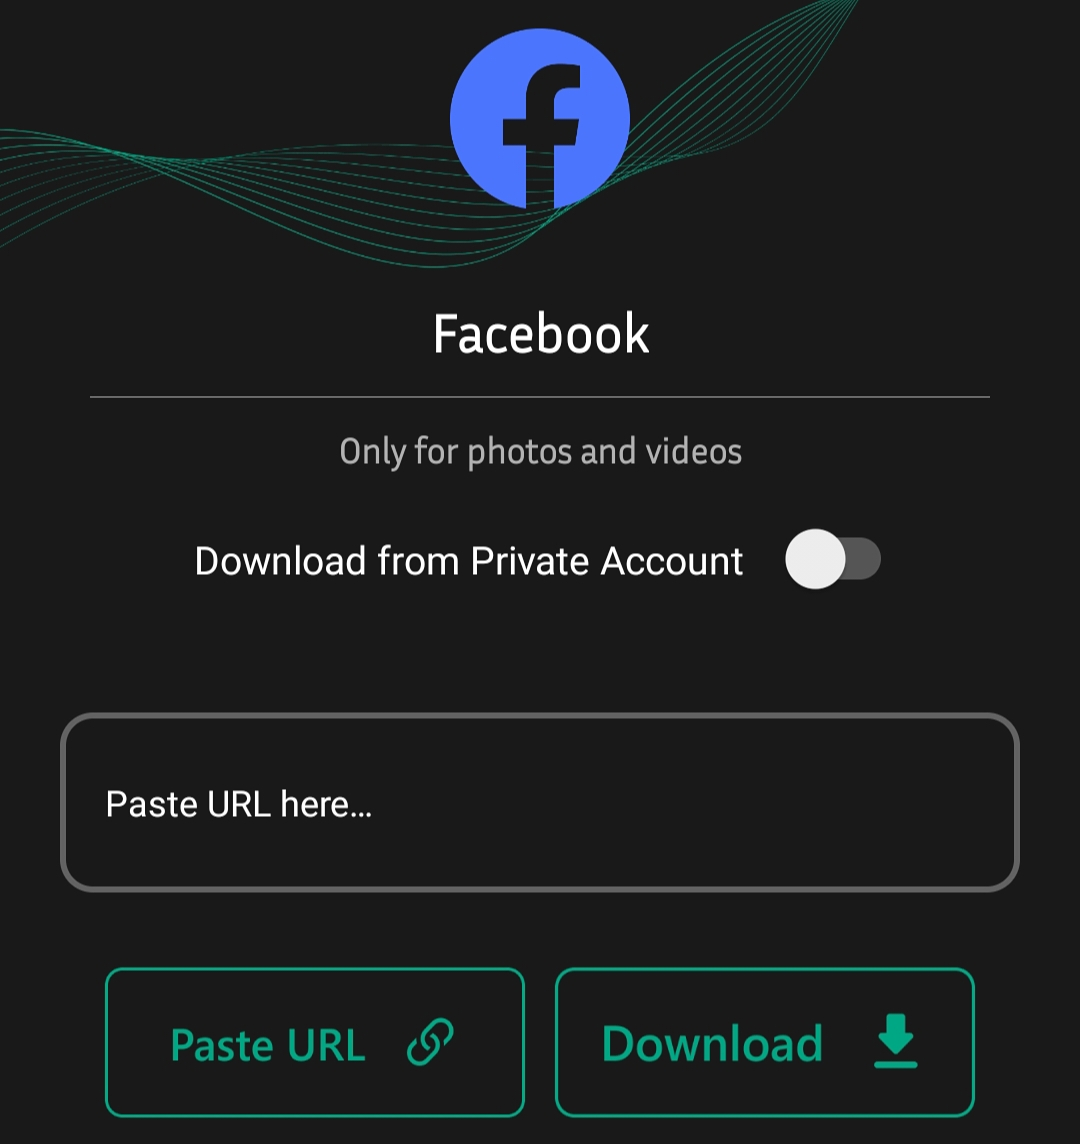 Facebook
Only for photos and videos
Download from Private Account
Paste URL here...
Paste URL
Download